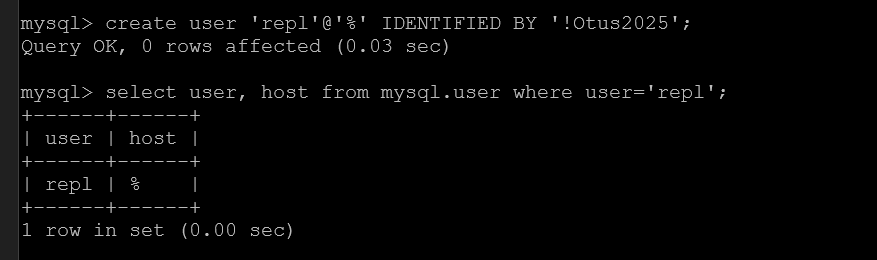 mysql> create user 'repl'@'%' IDENTIFIED BY '!Otus2025';
Query OK, 0 rows affected (0.03 sec)

mysql> select user, host from mysql.user where user='repl';
+------+------+
| user | host |
+------+------+
| repl | %    |
+------+------+
1 row in set (0.00 sec)